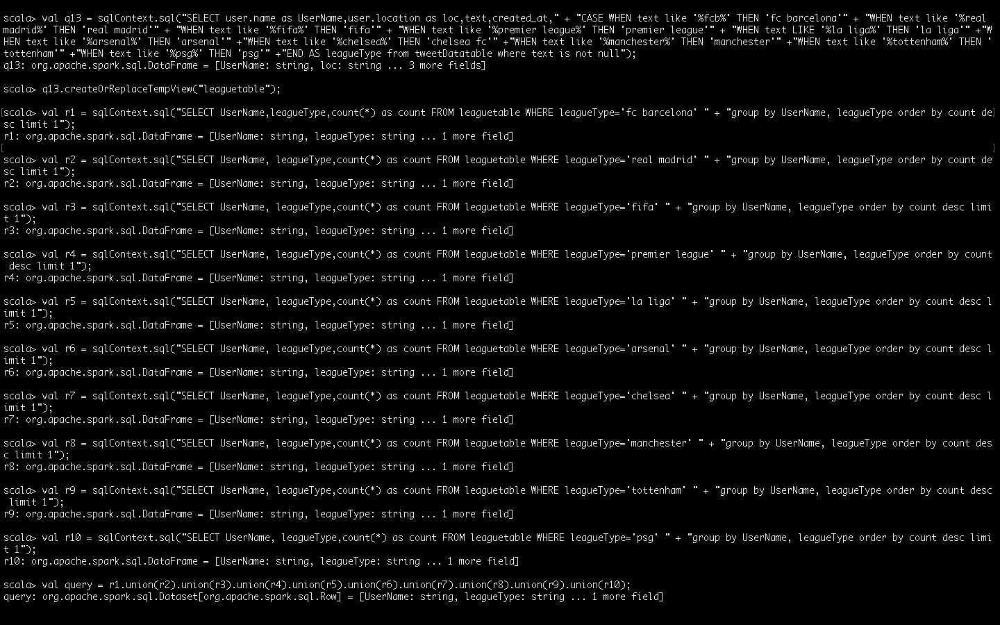 scala> val q13 = sqlContext.sql("SELECT user.name as UserName,user.location as loc,text,created_at," + "CASE WHEN text like '%fcb%' THEN 'fc barcelona'" + "WHEN text like '%real
madrid%' THEN 'real madrid'" + "WHEN text like '%fifa%' THEN 'fifa'" + "WHEN text like '%premier league%' THEN 'premier league'" + "WHEN text LIKE '%la liga%' THEN 'la liga'" +"W
HEN text like '%arsenal%' THEN 'arsenal'" +"WHEN text like '%chelsea%' THEN 'chelsea fc'" +"WHEN text like '%manchester%' THEN 'manchester'" +"WHEN text like '%tottenham%' THEN '
tottenham'" +"WHEN text like '%psg%' THEN 'psg'" +"END AS leagueType from tweetDatatable where text is not null");
q13: org.apache.spark.sql.DataFrame = [UserName: string, loc: string ... 3 more fields]
scala> q13.createOrReplaceTempView("leaguetable");
[scala> val r1 = sqlContext.sql("SELECT UserName,leagueType,count(*) as count FROM leaguetable WHERE leagueType='fc barcelona' " + "group by UserName, leagueType order by count de]
sc limit 1");
r1: org.apache.spark.sql.DataFrame = [UserName: string, leagueType: string ... 1 more field]
[ ]
scala> val r2 = sqlContext.sql("SELECT UserName, leagueType,count(*) as count FROM leaguetable WHERE leagueType='real madrid' " + "group by UserName, leagueType order by count de
sc limit 1");
r2: org.apache.spark.sql.DataFrame = [UserName: string, leagueType: string ... 1 more field]
scala> val r3 = sqlContext.sql("SELECT UserName, leagueType,count(*) as count FROM leaguetable WHERE leagueType='fifa' " + "group by UserName, leagueType order by count desc limi
t 1");
r3: org.apache.spark.sql.DataFrame = [UserName: string, leagueType: string ... 1 more field]
scala> val r4 = sqlContext.sql("SELECT UserName, leagueType,count(*) as count FROM leaguetable WHERE leagueType='premier league' " + "group by UserName, leagueType order by count
desc limit 1");
r4: org.apache.spark.sql.DataFrame = [UserName: string, leagueType: string ... 1 more field]
scala> val r5 = sqlContext.sql("SELECT UserName, leagueType,count(*) as count FROM leaguetable WHERE leagueType='la liga' " + "group by UserName, leagueType order by count desc l
imit 1");
r5: org.apache.spark.sql.DataFrame = [UserName: string, leagueType: string ... 1 more field]
scala> val r6 = sqlContext.sql("SELECT UserName, leagueType,count(*) as count FROM leaguetable WHERE leagueType='arsenal' " + "group by UserName, leagueType order by count desc l
imit 1");
r6: org.apache.spark.sql.DataFrame = [UserName: string, leagueType: string ... 1 more field]
scala> val r7 = sqlContext.sql("SELECT UserName, leagueType,count(*) as count FROM leaguetable WHERE leagueType='chelsea' " + "group by UserName, leagueType order by count desc l
imit 1");
r7: org.apache.spark.sql.DataFrame = [UserName: string, leagueType: string ... 1 more field]
scala> val r8 = sqlContext.sql("SELECT UserName, leagueType,count(*) as count FROM leaguetable WHERE leagueType='manchester' " + "group by UserName, leagueType order by count des
c limit 1");
r8: org.apache.spark.sql.DataFrame = [UserName: string, leagueType: string ... 1 more field]
scala> val r9 = sqlContext.sql("SELECT UserName, leagueType,count(*) as count FROM leaguetable WHERE leagueType='tottenham' " + "group by UserName, leagueType order by count desc
limit 1");
r9: org.apache.spark.sql.DataFrame = [UserName: string, leagueType: string ... 1 more field]
scala> val r10 = sqlContext.sql("SELECT UserName, leagueType,count(*) as count FROM leaguetable WHERE leagueType='psg' " + "group by UserName, leagueType order by count desc limi
t 1");
r10: org.apache.spark.sql.DataFrame = [UserName: string, leagueType: string ... 1 more field]
scala> val query = r1.union(r2).union(r3).union(r4).union(r5).union(r6).union(r7).union(r8).union(r9).union(r10);
query: org.apache.spark.sql.Dataset[org.apache.spark.sql.Row] = [UserName: string, leagueType: string ... 1 more field]